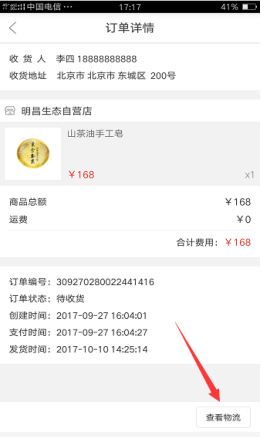 中国电信 17:17 41%
订单详情
收 货 人 李四 18888888888
收货地址 北京市 北京市 东城区 200号
明昌生态自营店
山茶油手工皂
￥168 x1
商品总额 ￥168
运费 ￥0
合计费用：￥168
订单编号：309270280022441416
订单状态：待收货
创建时间：2017-09-27 16:04:01
支付时间：2017-09-27 16:04:27
发货时间：2017-10-10 14:25:14
查看物流